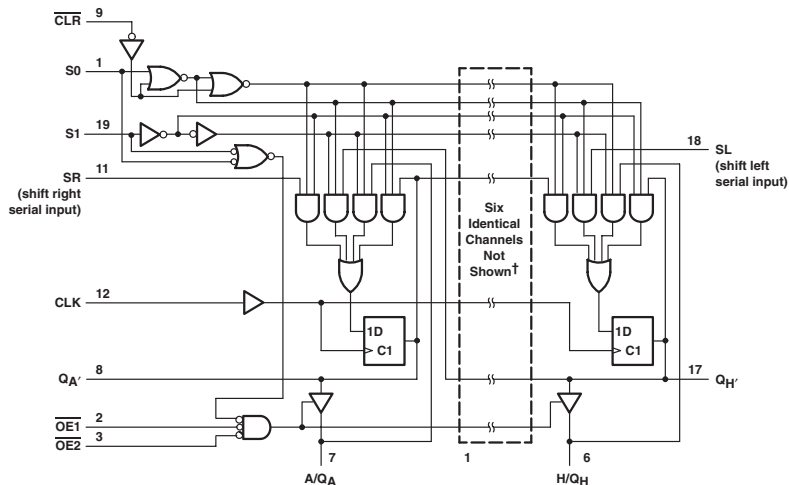 CLR 9
S0 1
S1 19
SR 11
(shift right
serial input)
18
SL
(shift left
serial input)
Six
Identical
Channels
Not
Shown†
CLK 12
1D
C1
1D
C1
QA′ 8
17
QH′
OE1 2
OE2 3
7
A/QA
1
6
H/QH